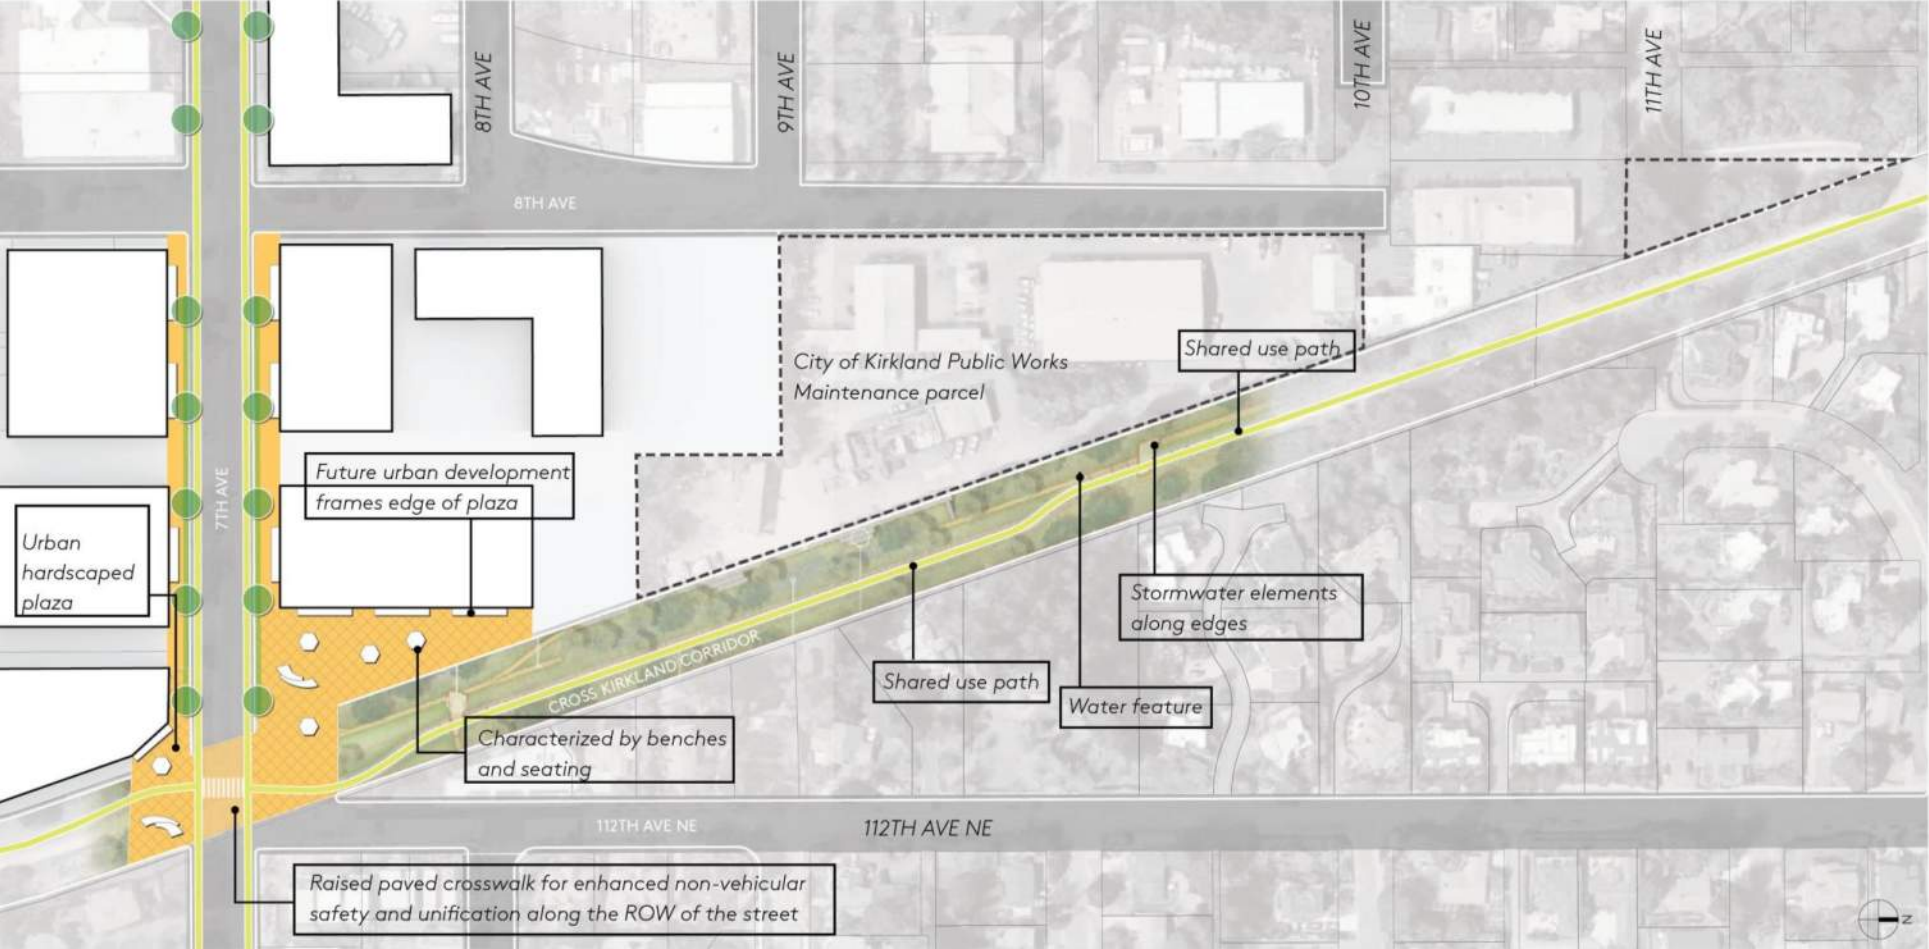 8TH AVE
9TH AVE
10TH AVE
11TH AVE
8TH AVE
City of Kirkland Public Works
Maintenance parcel
Shared use path
7TH AVE
Future urban development
frames edge of plaza
Urban
hardscaped
plaza
Stormwater elements
along edges
CROSS KIRKLAND CORRIDOR
Shared use path
Water feature
Characterized by benches
and seating
112TH AVE NE
112TH AVE NE
Raised paved crosswalk for enhanced non-vehicular
safety and unification along the ROW of the street
N